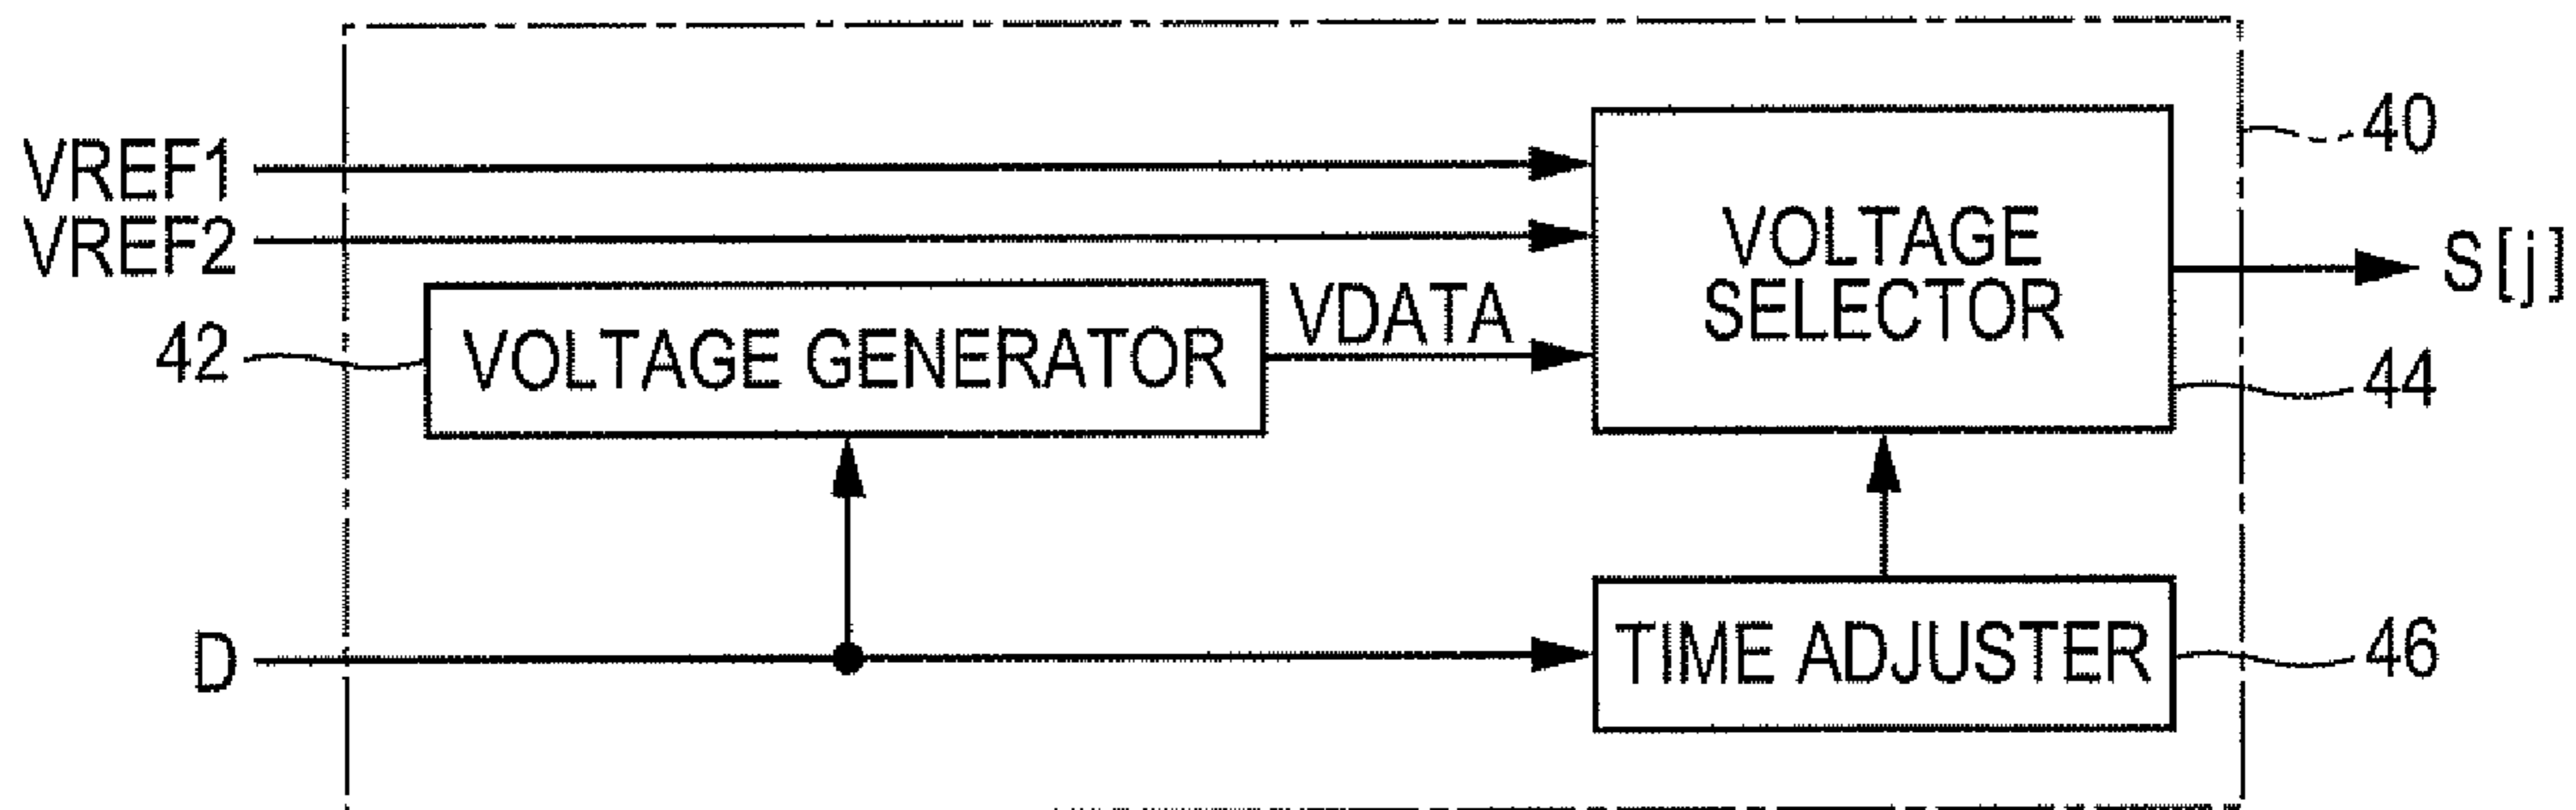 VREF1
VREF2
40
VOLTAGE
SELECTOR
S[j]
42
VOLTAGE GENERATOR
VDATA
44
D
TIME ADJUSTER
46